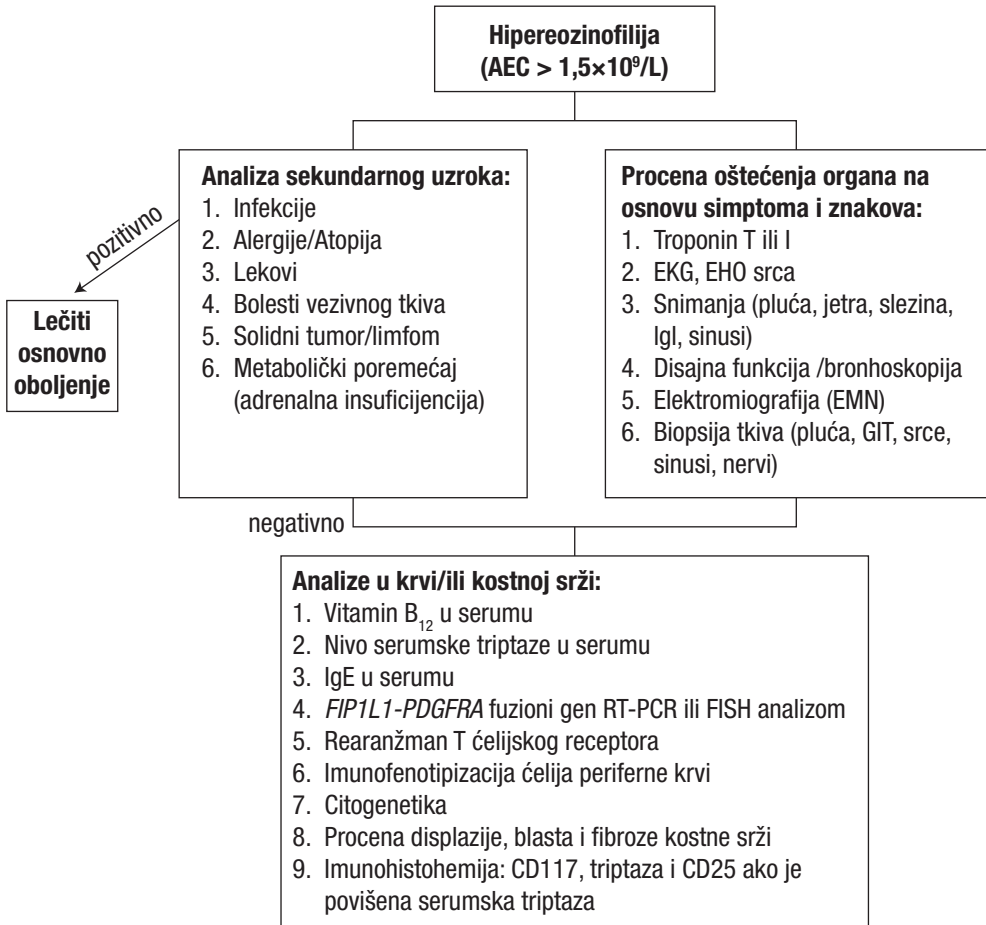 Hipereozinofilija
(AEC > 1,5×10⁹/L)
Analiza sekundarnog uzroka:
1. Infekcije
2. Alergije/Atopija
3. Lekovi
4. Bolesti vezivnog tkiva
5. Solidni tumor/limfom
6. Metabolički poremećaj
(adrenalna insuficijencija)
pozitivno
Lečiti
osnovno
oboljenje
Procena oštećenja organa na
osnovu simptoma i znakova:
1. Troponin T ili I
2. EKG, EHO srca
3. Snimanja (pluća, jetra, slezina,
lgl, sinusi)
4. Disajna funkcija /bronhoskopija
5. Elektromiografija (EMN)
6. Biopsija tkiva (pluća, GIT, srce,
sinusi, nervi)
negativno
Analize u krvi/ili kostnoj srži:
1. Vitamin B₁₂ u serumu
2. Nivo serumske triptaze u serumu
3. IgE u serumu
4. FIP1L1-PDGFRA fuzioni gen RT-PCR ili FISH analizom
5. Rearanžman T ćelijskog receptora
6. Imunofenotipizacija ćelija periferne krvi
7. Citogenetika
8. Procena displazije, blasta i fibroze kostne srži
9. Imunohistohemija: CD117, triptaza i CD25 ako je
povišena serumska triptaza